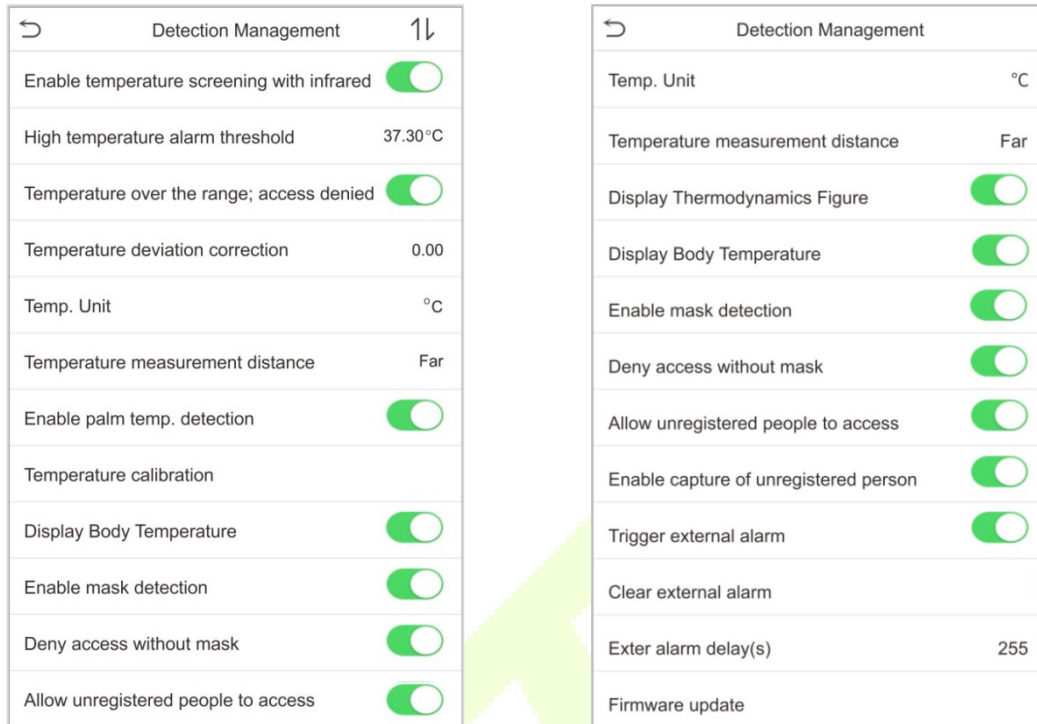 Detection Management
Enable temperature screening with infrared
High temperature alarm threshold 37.30°C
Temperature over the range; access denied
Temperature deviation correction 0.00
Temp. Unit °C
Temperature measurement distance Far
Enable palm temp. detection
Temperature calibration
Display Body Temperature
Enable mask detection
Deny access without mask
Allow unregistered people to access
Detection Management
Temp. Unit °C
Temperature measurement distance Far
Display Thermodynamics Figure
Display Body Temperature
Enable mask detection
Deny access without mask
Allow unregistered people to access
Enable capture of unregistered person
Trigger external alarm
Clear external alarm
Exter alarm delay(s) 255
Firmware update